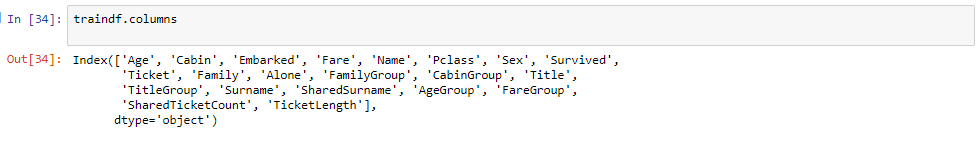 In [34]: traindf.columns
Out[34]: Index(['Age', 'Cabin', 'Embarked', 'Fare', 'Name', 'Pclass', 'Sex', 'Survived',
'Ticket', 'Family', 'Alone', 'FamilyGroup', 'CabinGroup', 'Title',
'TitleGroup', 'Surname', 'SharedSurname', 'AgeGroup', 'FareGroup',
'SharedTicketCount', 'TicketLength'],
dtype='object')